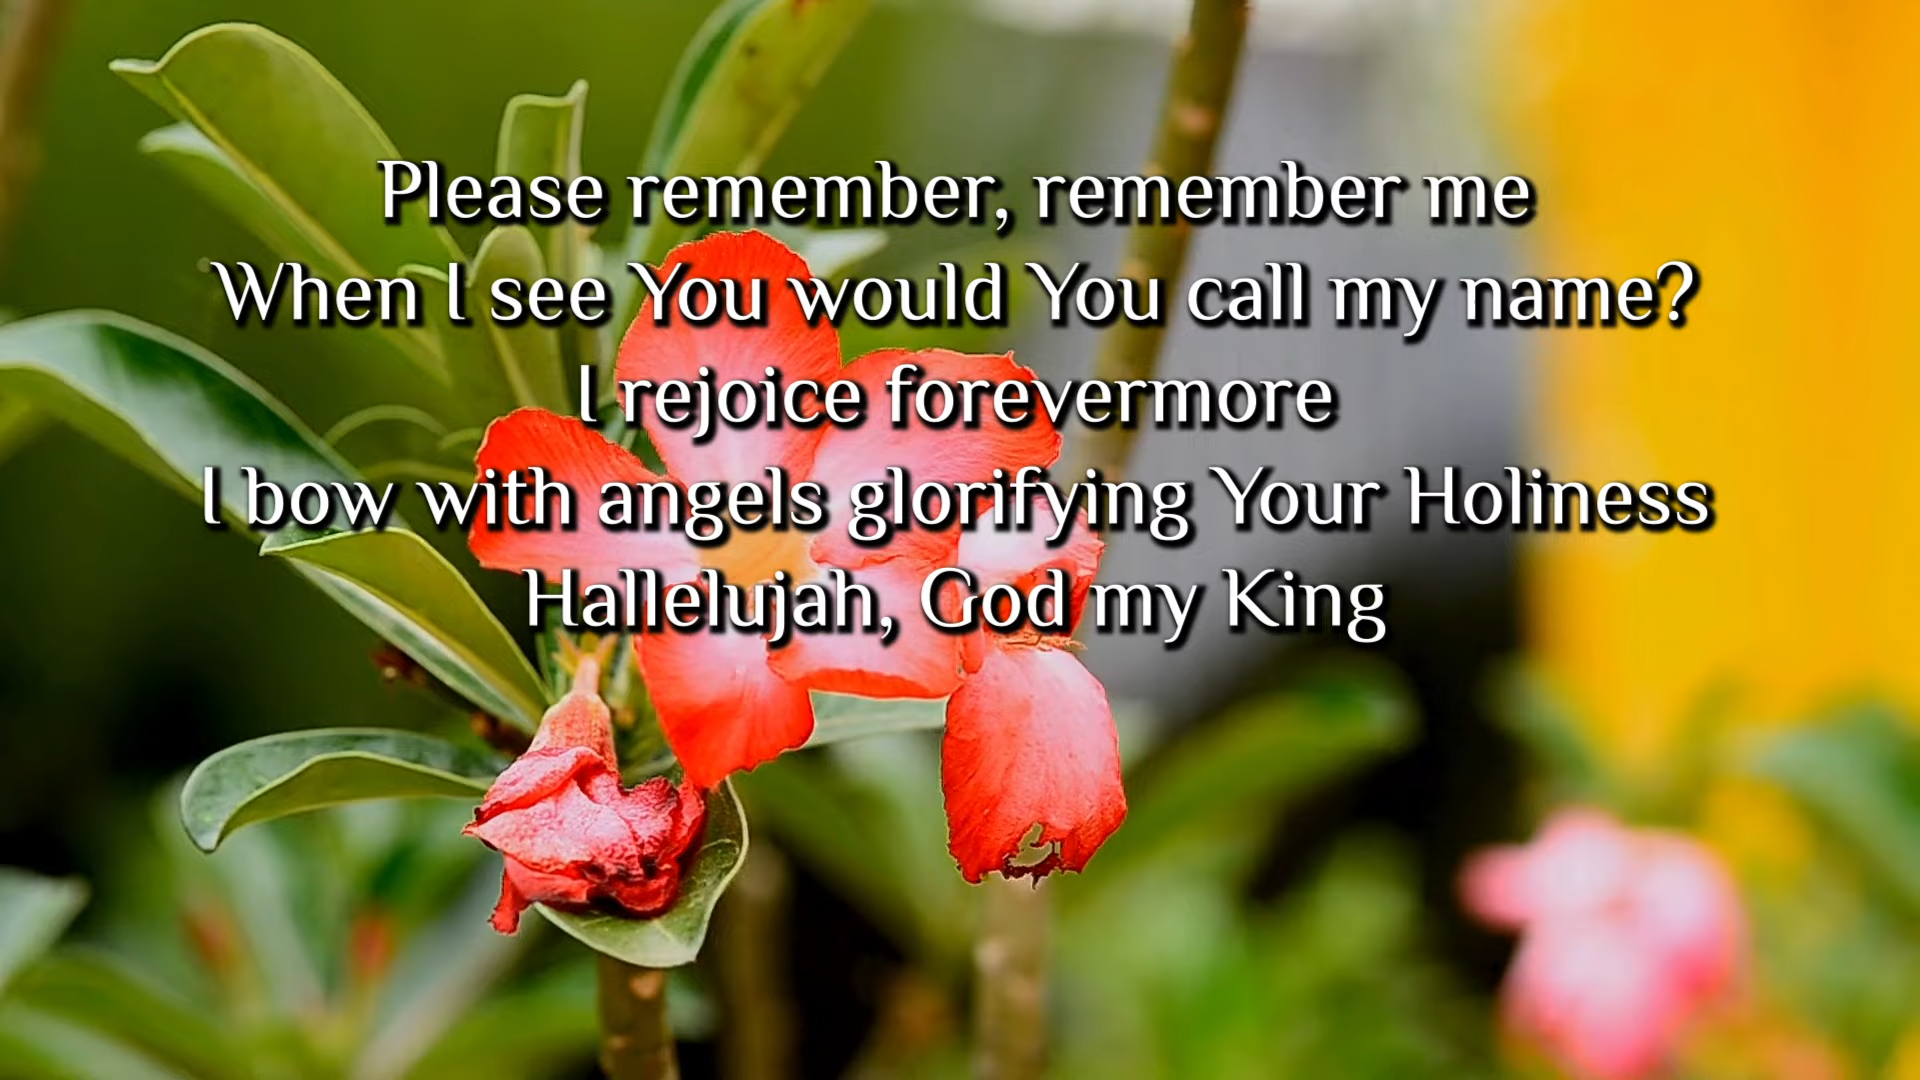 Please remember, remember me
When I see You would You call my name?
I rejoice forevermore
I bow with angels glorifying Your Holiness
Hallelujah, God my King